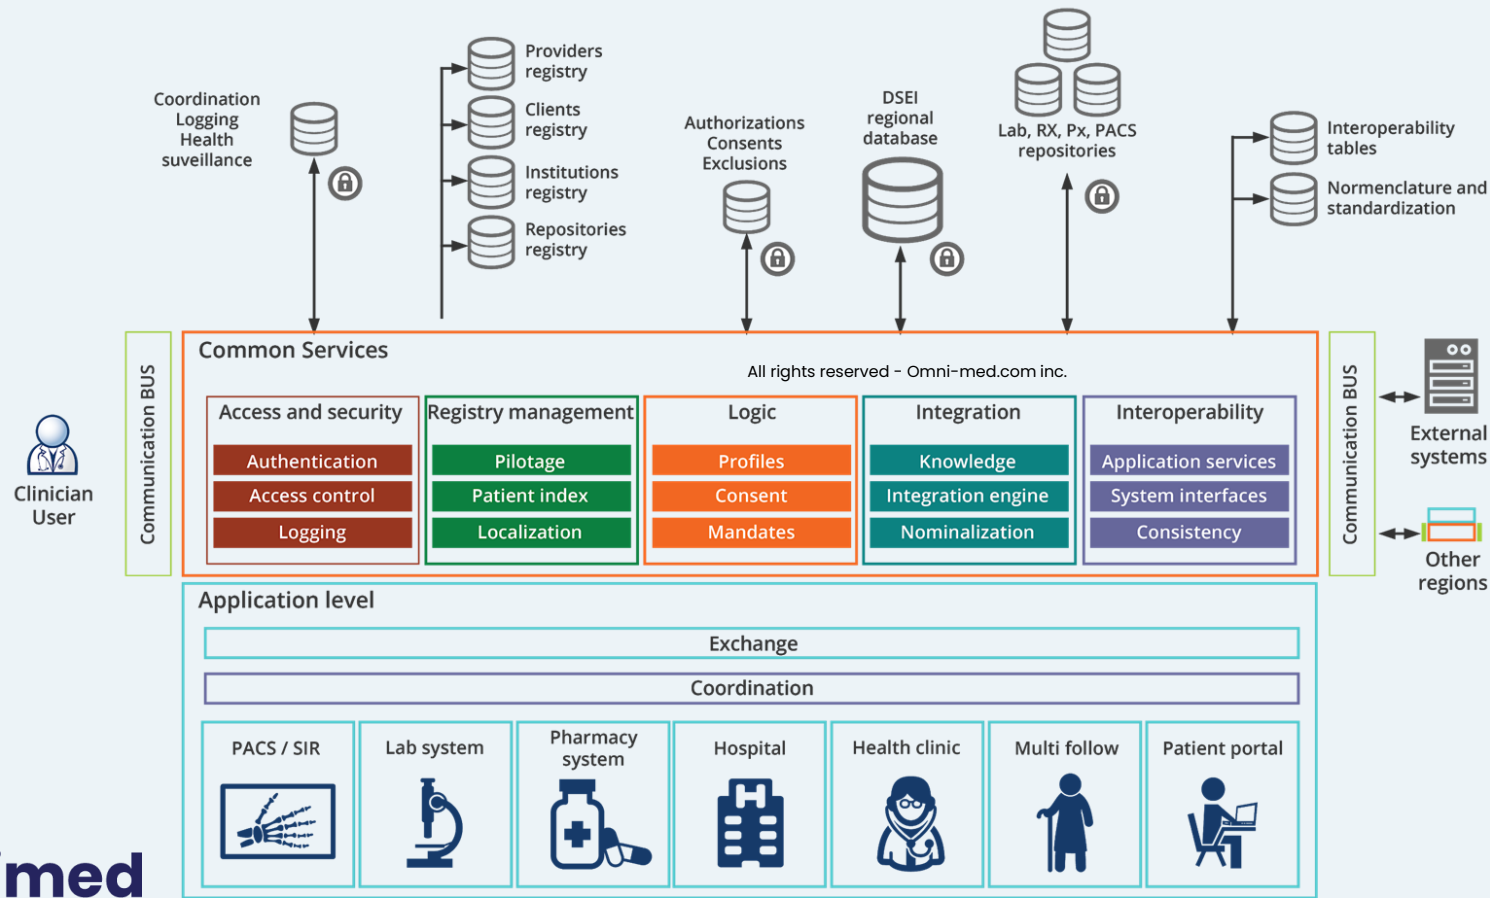 Providers
registry
Coordination
Logging
Health
suveillance
Clients
registry
Institutions
registry
Repositories
registry
Authorizations
Consents
Exclusions
DSEI
regional
database
Lab, RX, Px, PACS
repositories
Interoperability
tables
Normenclature and
standardization
Clinician
User
Communication BUS
Common Services
All rights reserved - Omni-med.com inc.
Access and security
Authentication
Access control
Logging
Registry management
Pilotage
Patient index
Localization
Logic
Profiles
Consent
Mandates
Integration
Knowledge
Integration engine
Nominalization
Interoperability
Application services
System interfaces
Consistency
Communication BUS
External
systems
Other
regions
Application level
Exchange
Coordination
PACS / SIR
Lab system
Pharmacy
system
Hospital
Health clinic
Multi follow
Patient portal
med